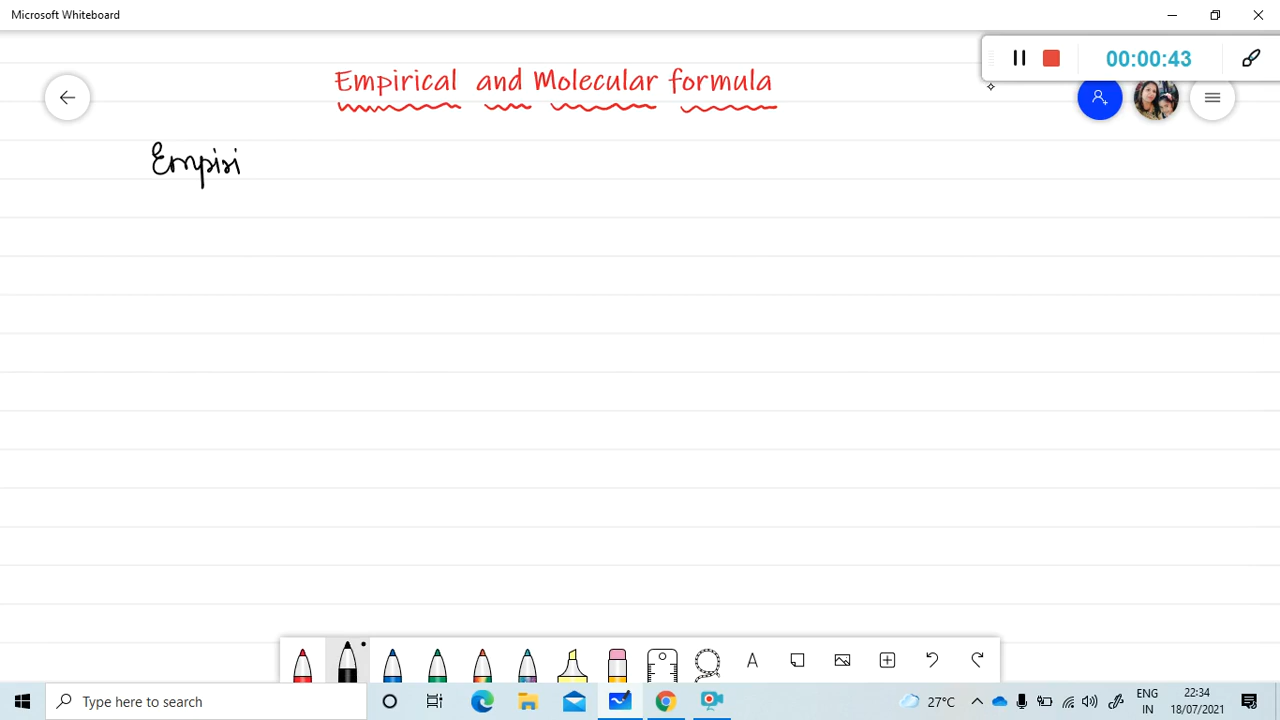 Microsoft Whiteboard
00:00:43
Empirical and Molecular formula
Empiri
A
Type here to search
27°C
ENG
IN
22:34
18/07/2021